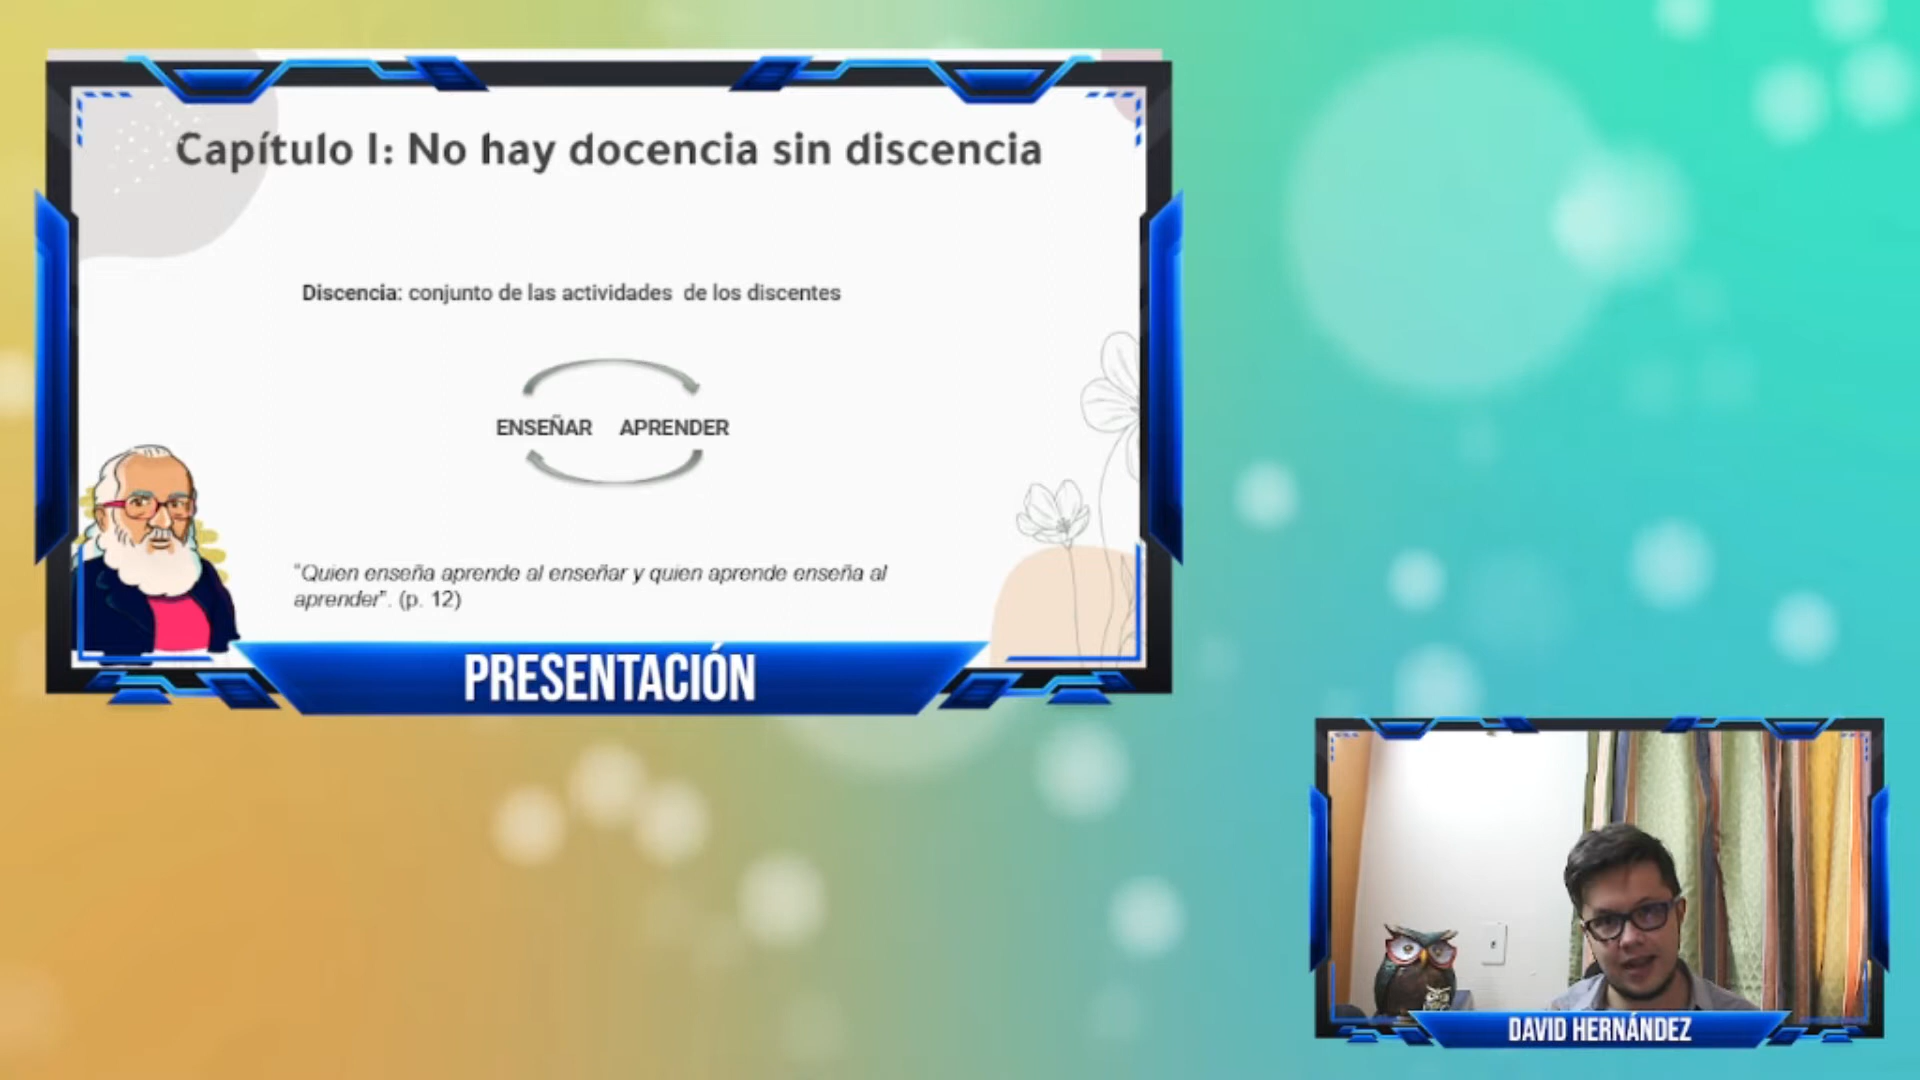 Capítulo I: No hay docencia sin discencia
Discencia: conjunto de las actividades de los discentes
ENSEÑAR APRENDER
“Quien enseña aprende al enseñar y quien aprende enseña al
aprender”. (p. 12)
PRESENTACIÓN
DAVID HERNÁNDEZ